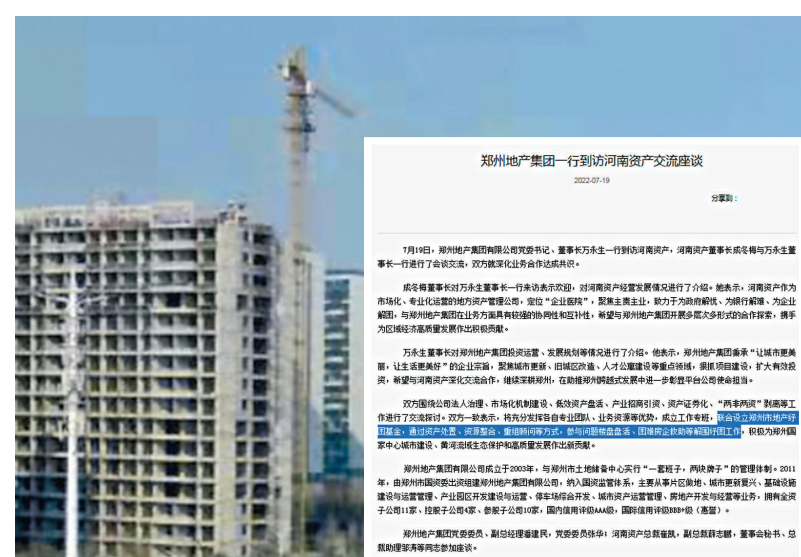 郑州地产集团一行到访河南资产交流座谈
2022-07-19
分享到：
7月19日，郑州地产集团有限公司党委书记、董事长万永生一行到访河南资产，河南资产董事长成冬梅与万永生董
事长一行进行了会谈交流，双方就深化业务合作达成共识。
成冬梅董事长对万永生董事长一行来访表示欢迎，对河南资产经营发展情况进行了介绍。她表示，河南资产作为
市场化、专业化运营的地方资产管理公司，定位“企业医院”，聚焦主责主业，致力于为政府解忧、为银行解难、为企业
解困，与郑州地产集团在业务方面具有较强的协同性和互补性，希望与郑州地产集团开展多层次多形式的合作探索，携手
为区域经济高质量发展作出积极贡献。
万永生董事长对郑州地产集团投资运营、发展规划等情况进行了介绍。他表示，郑州地产集团秉承“让城市更美
丽，让生活更美好”的企业宗旨，聚焦城市更新、旧城区改造、人才公寓建设等重点领域，狠抓项目建设，扩大有效投
资，希望与河南资产深化交流合作，继续深耕郑州，在助推郑州跨越式发展中进一步彰显平台公司使命担当。
双方围绕公司法人治理、市场化机制建设、低效资产盘活、产业招商引资、资产证券化、“两非两资”剥离等工
作进行了交流探讨。双方一致表示，将充分发挥各自专业团队、业务资源等优势，成立工作专班，联合设立郑州市地产纾
困基金，通过资产处置、资源整合、重组顾问等方式，参与问题楼盘盘活、困难房企救助等解围纾困工作，积极为郑州国
家中心城市建设、黄河流域生态保护和高质量发展作出新贡献。
郑州地产集团有限公司成立于2003年，与郑州市土地储备中心实行“一套班子，两块牌子”的管理体制。2011
年，由郑州市国资委出资组建郑州地产集团有限公司，纳入国资监管体系，主要从事片区做地、城市更新复兴、基础设施
建设与运营管理、产业园区开发建设与运营、停车场综合开发、城市资产运营管理、房地产开发与经营等业务，拥有全资
子公司11家、控股子公司4家、参股子公司10家，国内信用评级AAA级，国际信用评级BBB+级（惠誉）。
郑州地产集团党委委员、副总经理潘建民，党委委员张华；河南资产总裁崔凯，副总裁薛志鹏，董事会秘书、总
裁助理邹涛等同志参加座谈。